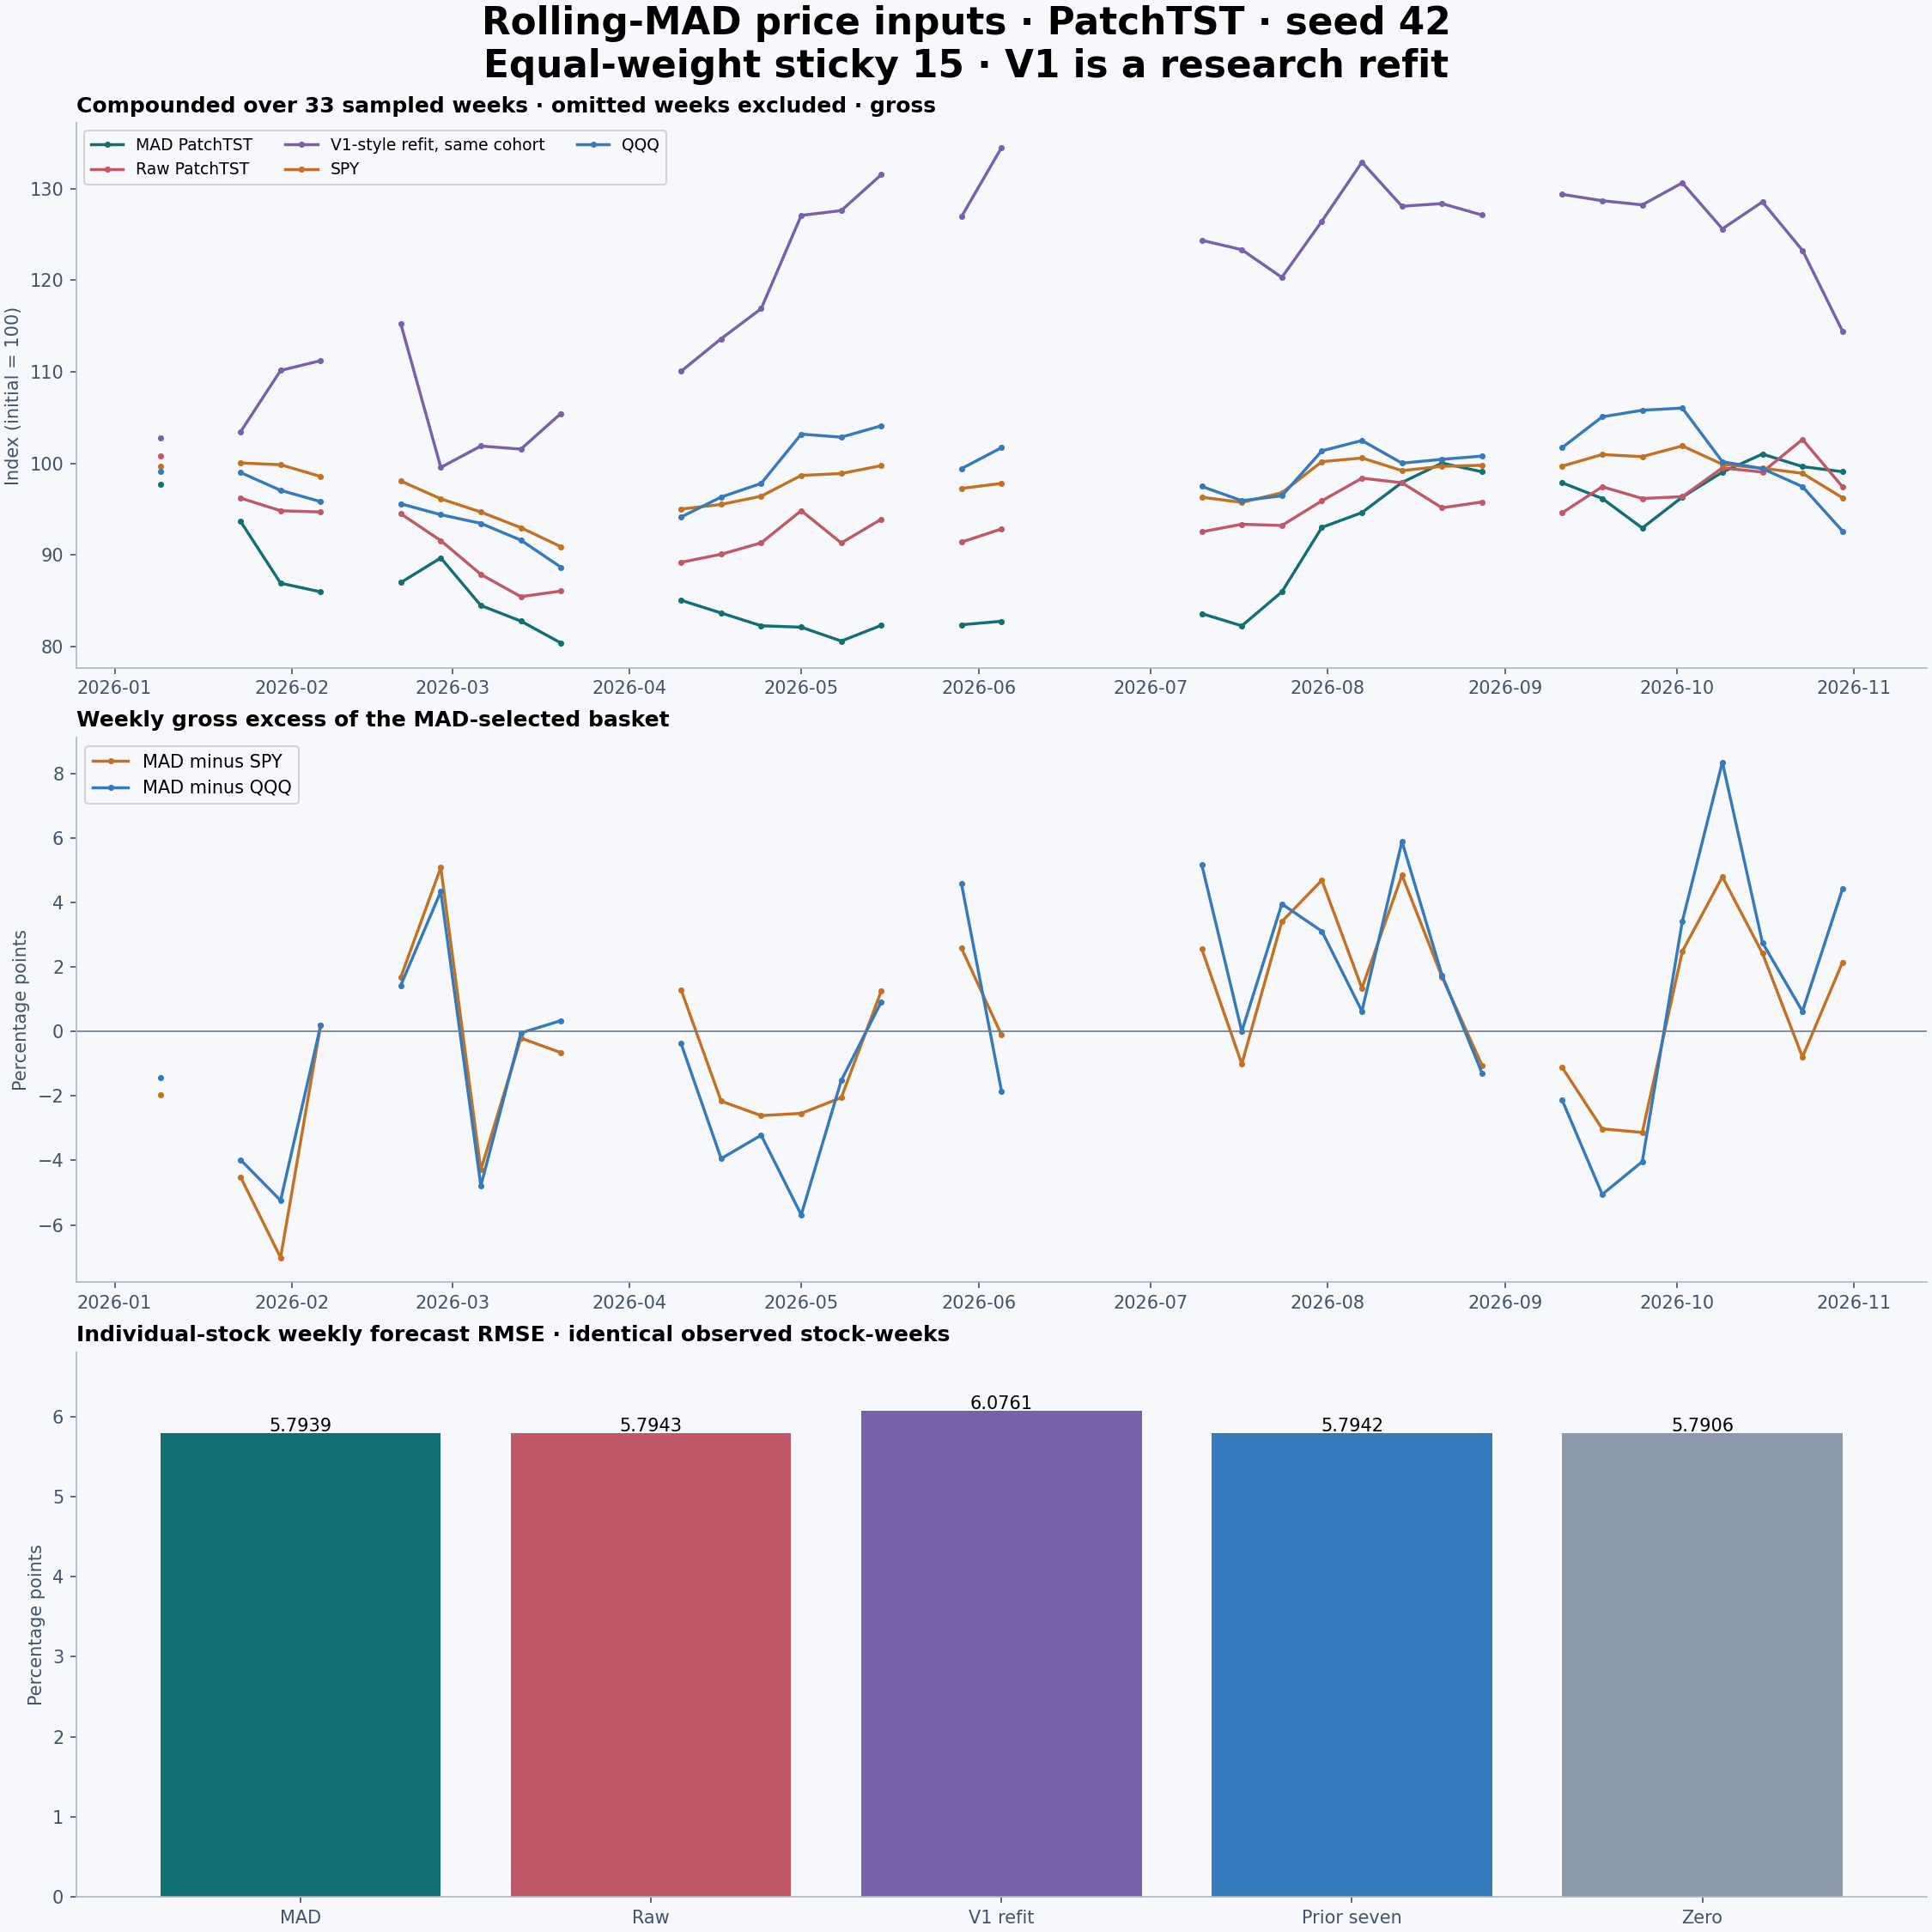 Rolling-MAD price inputs · PatchTST · seed 42
Equal-weight sticky 15 · V1 is a research refit
Compounded over 33 sampled weeks · omitted weeks excluded · gross
MAD PatchTST
Raw PatchTST
V1-style refit, same cohort
SPY
QQQ
Index (initial = 100)
130
120
110
100
90
80
2026-01 2026-02 2026-03 2026-04 2026-05 2026-06 2026-07 2026-08 2026-09 2026-10 2026-11
Weekly gross excess of the MAD-selected basket
MAD minus SPY
MAD minus QQQ
Percentage points
8
6
4
2
0
−2
−4
−6
2026-01 2026-02 2026-03 2026-04 2026-05 2026-06 2026-07 2026-08 2026-09 2026-10 2026-11
Individual-stock weekly forecast RMSE · identical observed stock-weeks
Percentage points
6
5
4
3
2
1
0
5.7939 5.7943 6.0761 5.7942 5.7906
MAD Raw V1 refit Prior seven Zero